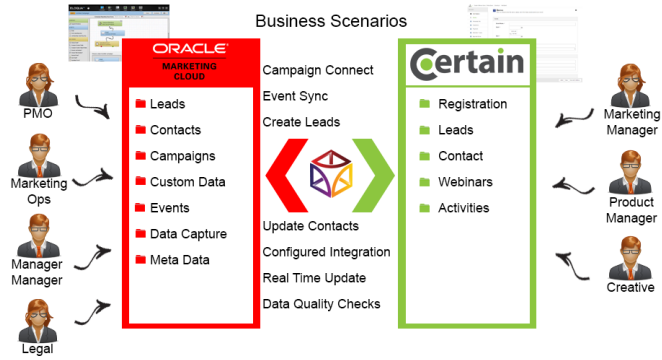 Business Scenarios
ORACLE
MARKETING
CLOUD
Leads
Contacts
Campaigns
Custom Data
Events
Data Capture
Meta Data
Campaign Connect
Event Sync
Create Leads
Update Contacts
Configured Integration
Real Time Update
Data Quality Checks
Certain
Registration
Leads
Contact
Webinars
Activities
PMO
Marketing
Ops
Manager
Manager
Legal
Marketing
Manager
Product
Manager
Creative